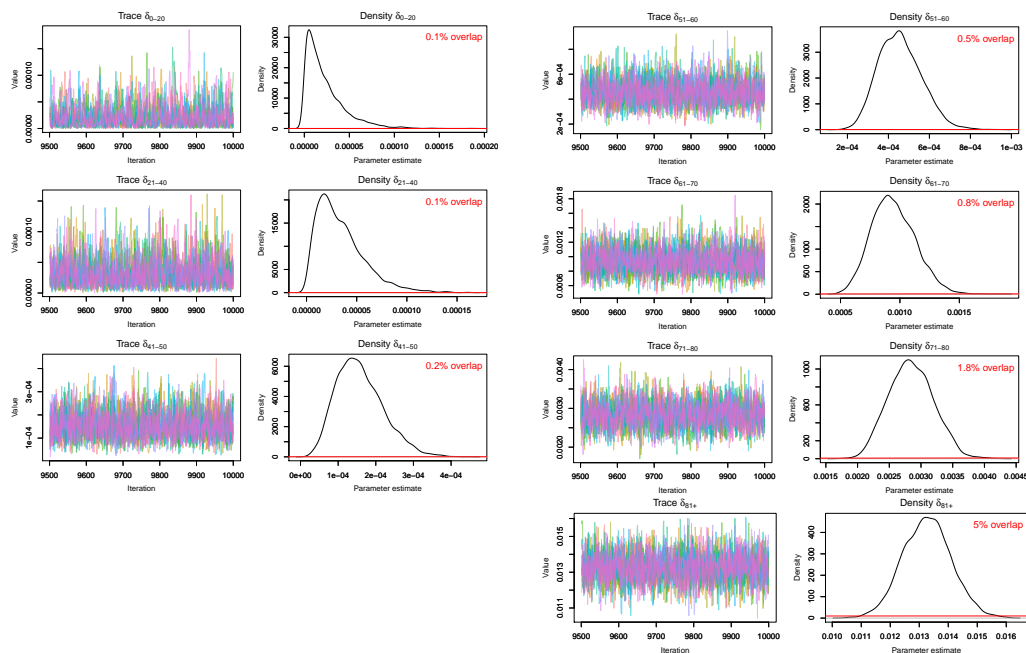 Trace δ0−20
Value
0.00000
0.00010
9500 9600 9700 9800 9900 10000
Iteration
Density δ0−20
0.1% overlap
Density
0 10000 20000 30000
0.00000 0.00005 0.00010 0.00015 0.00020
Parameter estimate
Trace δ51−60
Value
2e−04 6e−04
9500 9600 9700 9800 9900 10000
Iteration
Density δ51−60
0.5% overlap
Density
0 1000 3000
2e−04 4e−04 6e−04 8e−04 1e−03
Parameter estimate
Trace δ21−40
Value
0.00000 0.00010
9500 9600 9700 9800 9900 10000
Iteration
Density δ21−40
0.1% overlap
Density
0 5000 15000
0.00000 0.00005 0.00010 0.00015
Parameter estimate
Trace δ61−70
Value
0.0006 0.0012 0.0018
9500 9600 9700 9800 9900 10000
Iteration
Density δ61−70
0.8% overlap
Density
0 500 1000 2000
0.0005 0.0010 0.0015
Parameter estimate
Trace δ41−50
Value
1e−04 3e−04
9500 9600 9700 9800 9900 10000
Iteration
Density δ41−50
0.2% overlap
Density
0 2000 4000 6000
0e+00 1e−04 2e−04 3e−04 4e−04
Parameter estimate
Trace δ71−80
Value
0.0020 0.0030 0.0040
9500 9600 9700 9800 9900 10000
Iteration
Density δ71−80
1.8% overlap
Density
0 200 400 600 800 1000
0.0015 0.0020 0.0025 0.0030 0.0035 0.0040 0.0045
Parameter estimate
Trace δ81+
Value
0.011 0.013 0.015
9500 9600 9700 9800 9900 10000
Iteration
Density δ81+
5% overlap
Density
0 100 200 300 400
0.010 0.011 0.012 0.013 0.014 0.015 0.016
Parameter estimate